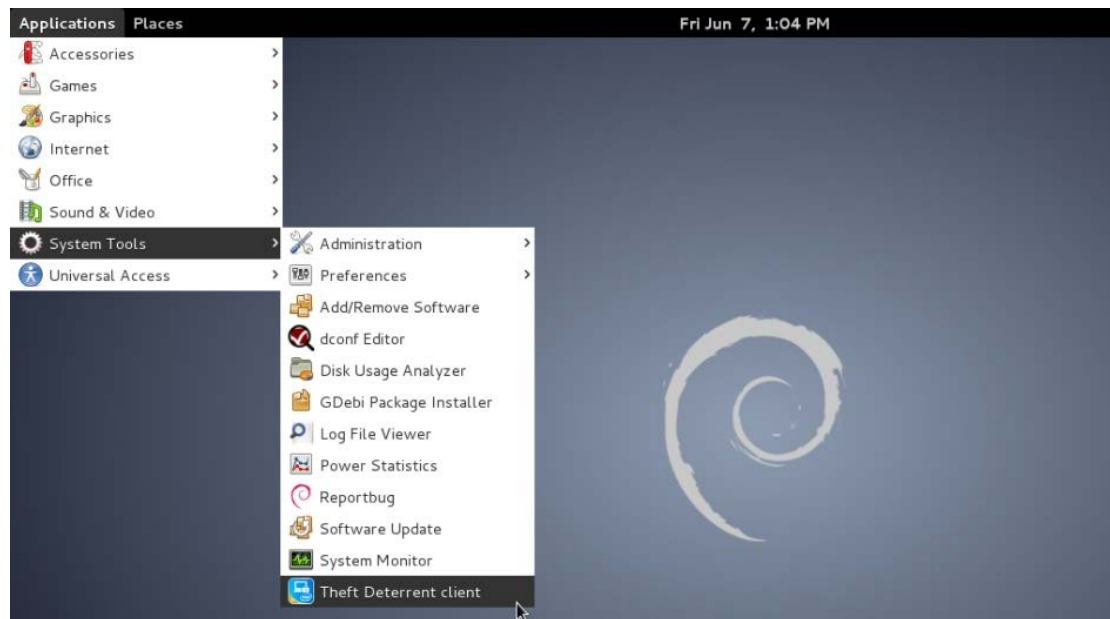 Applications Places Fri Jun 7, 1:04 PM
Accessories
Games
Graphics
Internet
Office
Sound & Video
System Tools
Universal Access
Administration
Preferences
Add/Remove Software
dconf Editor
Disk Usage Analyzer
GDebi Package Installer
Log File Viewer
Power Statistics
Reportbug
Software Update
System Monitor
Theft Deterrent client